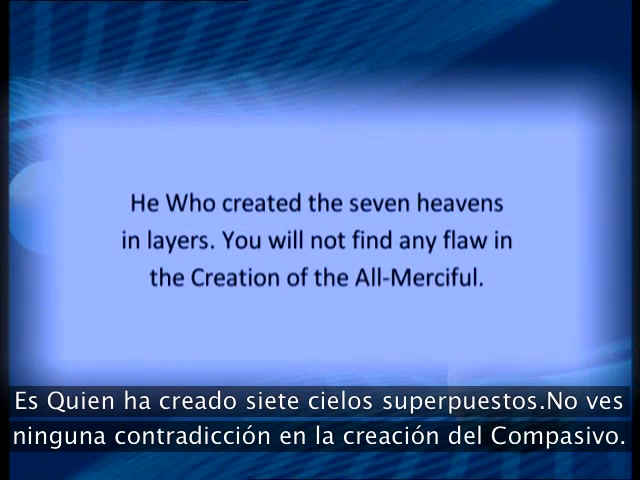 He Who created the seven heavens
in layers. You will not find any flaw in
the Creation of the All-Merciful.
Es Quien ha creado siete cielos superpuestos.No ves
ninguna contradicción en la creación del Compasivo.